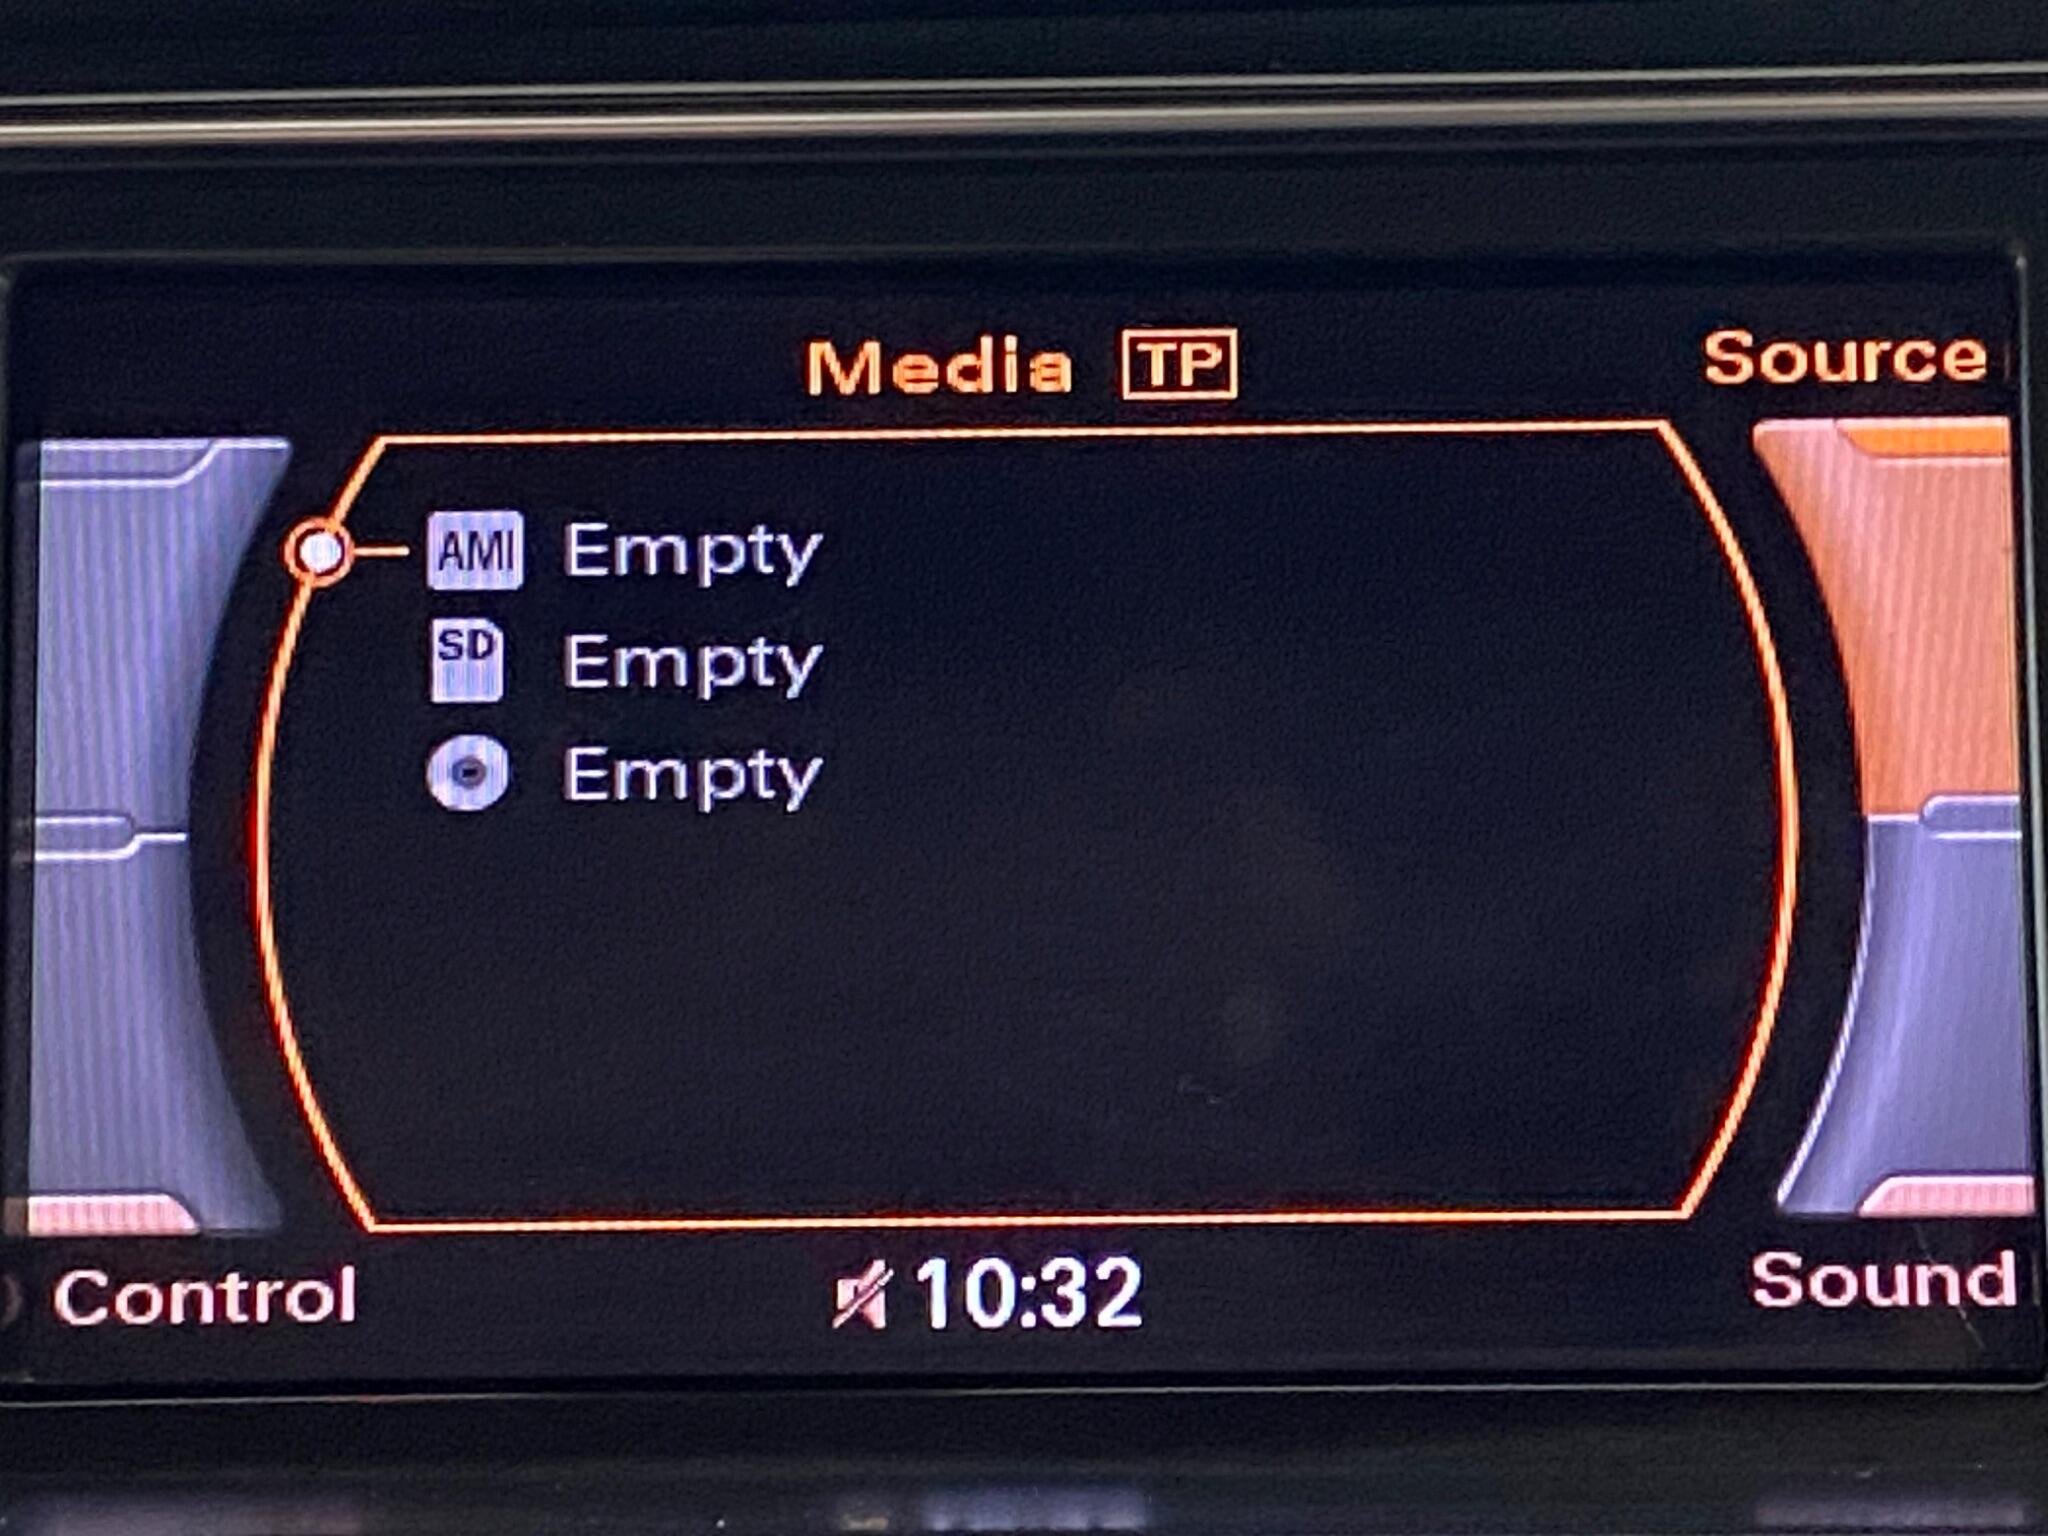 Media TP
Source
AMI Empty
SD Empty
Empty
Control
10:32
Sound